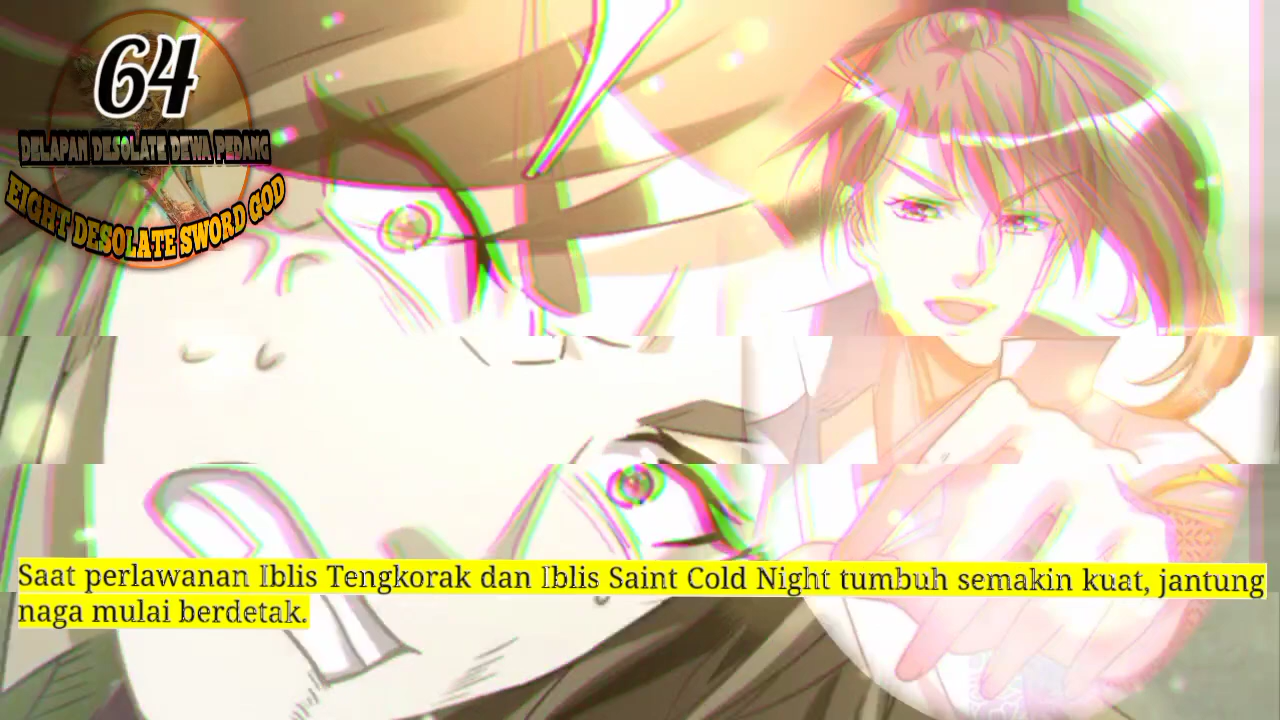 64
DELAPAN DESOLATE DEWA PEDANG
EIGHT DESOLATE SWORD GOD
Saat perlawanan Iblis Tengkorak dan Iblis Saint Cold Night tumbuh semakin kuat, jantung
naga mulai berdetak.